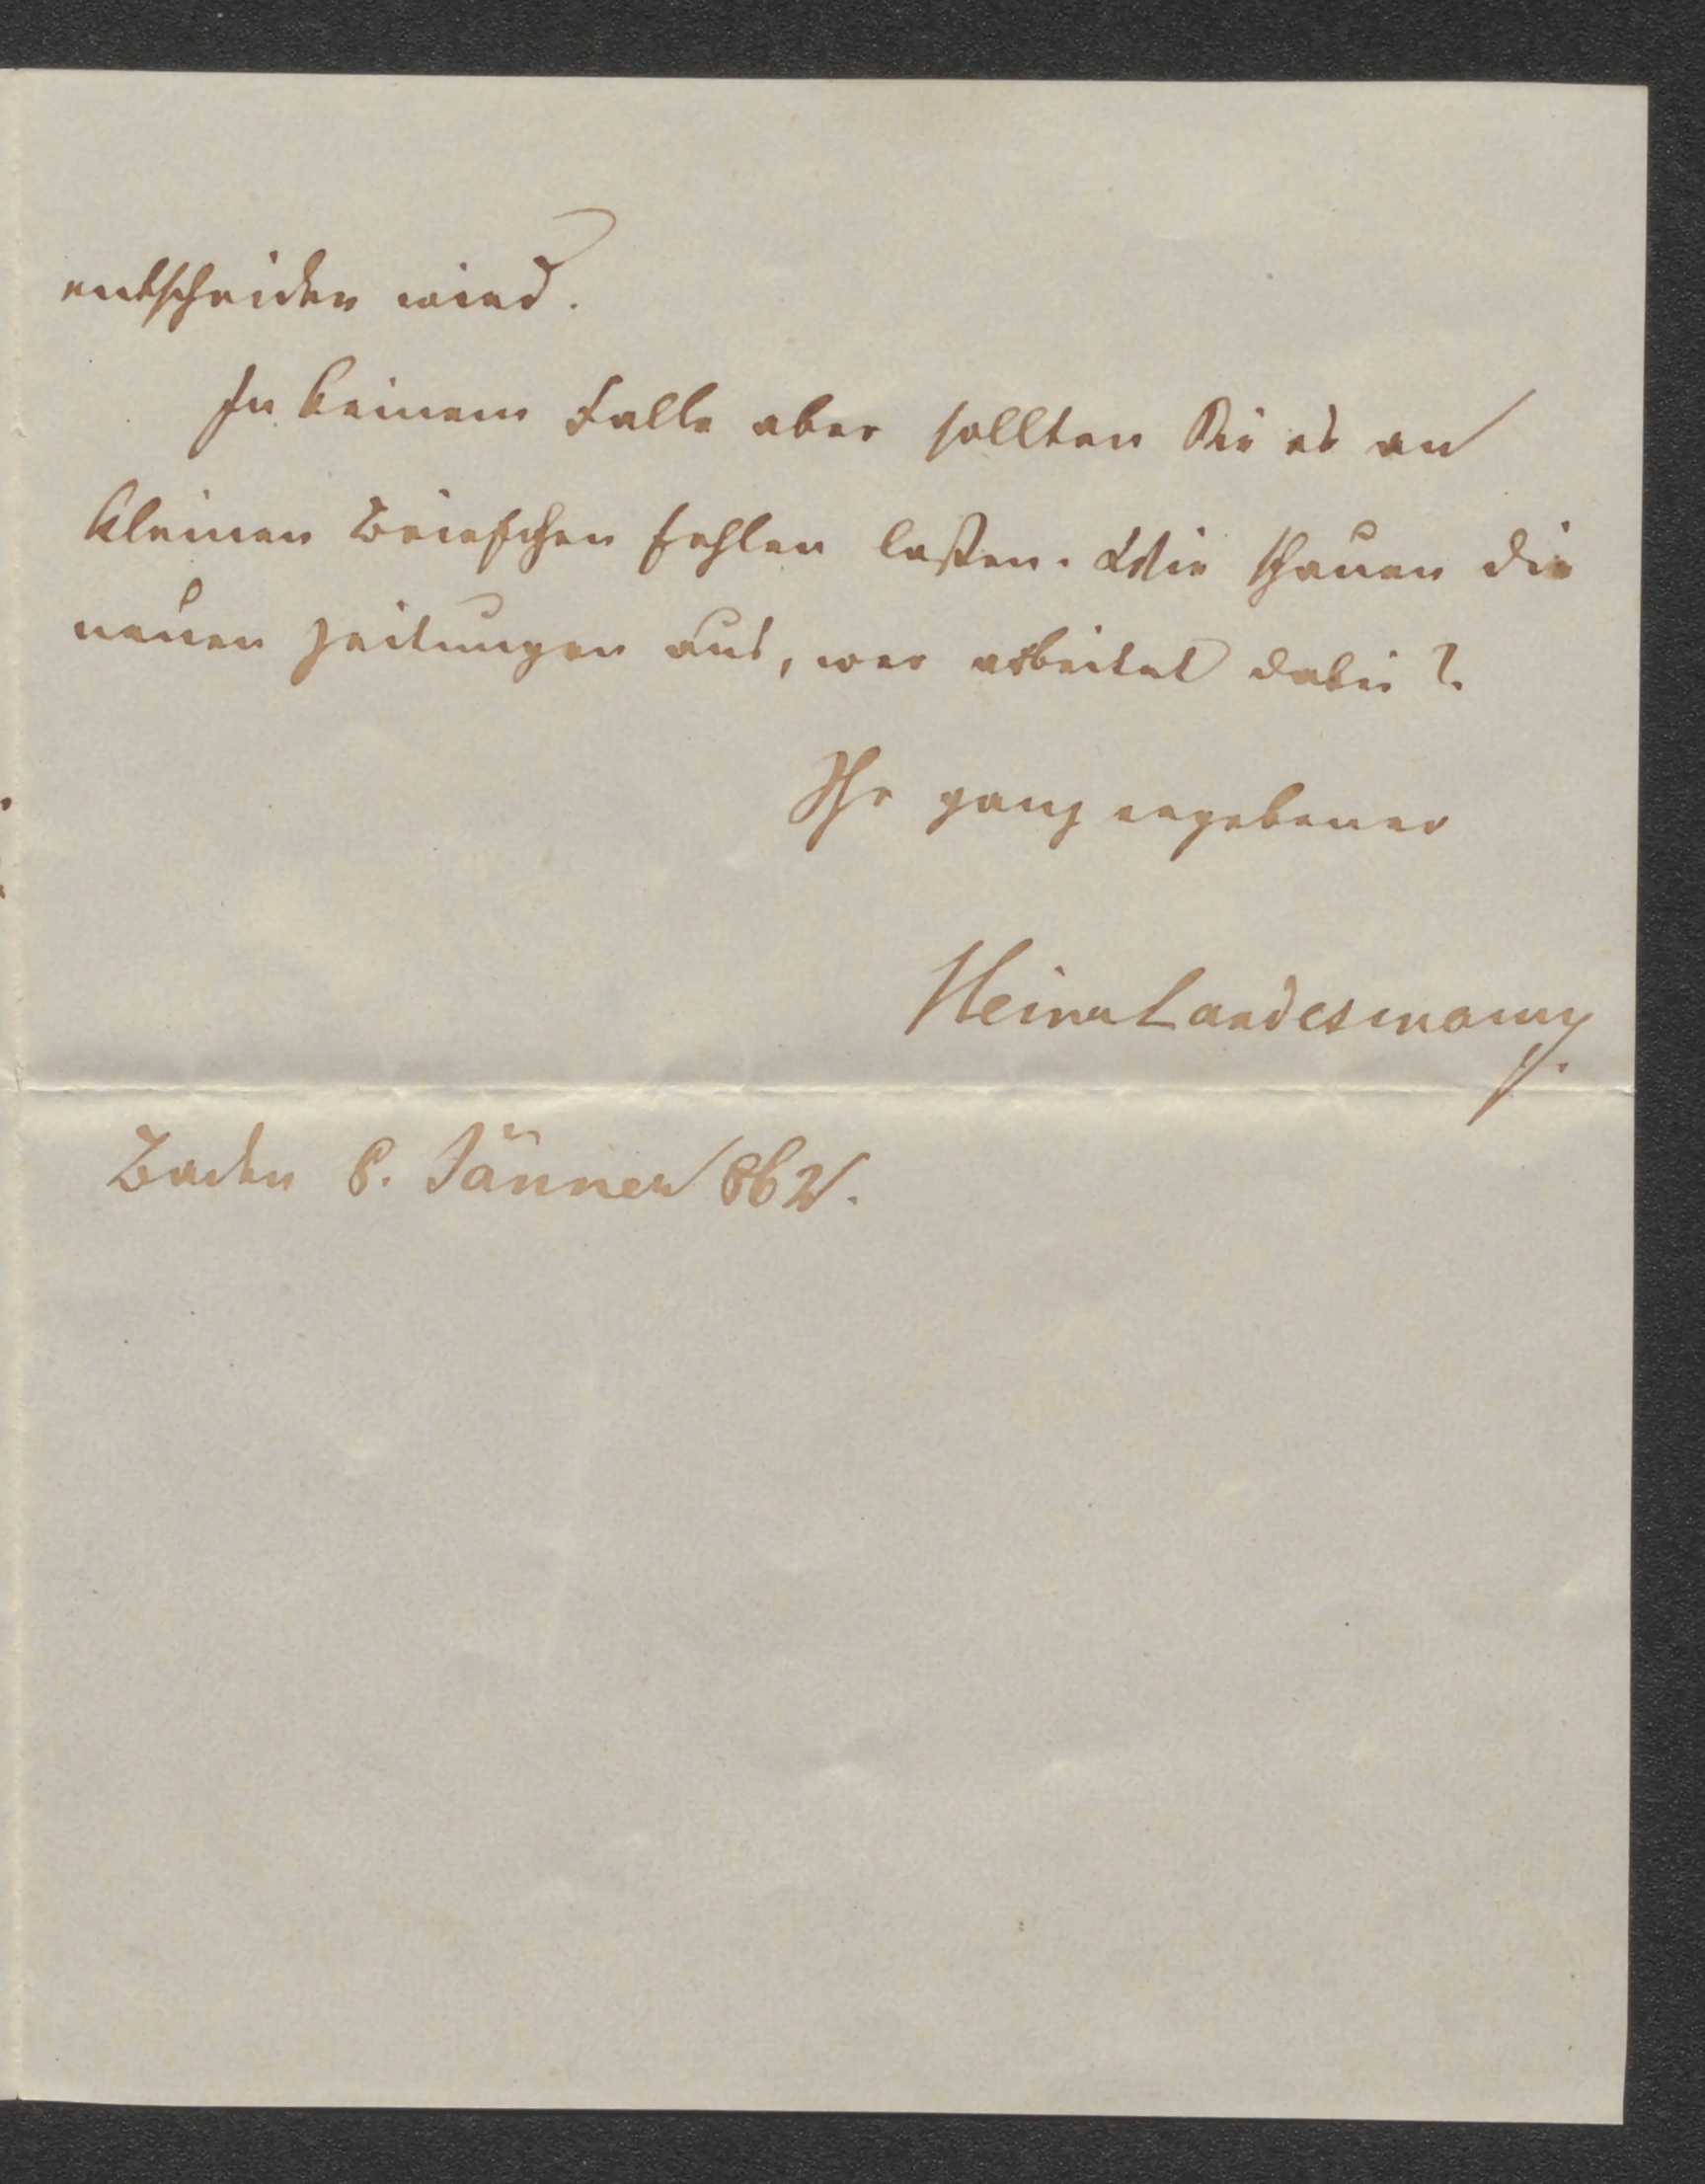 entscheiden wird.
In keinem Falle aber sollten Sie es an
kleinen Briefchen fehlen laßen. Wie schauen die
neuen Zeitungen aus, wer arbeitet dabei?
Ihr ganz ergebener
Heinr Landesmann
Baden 8. Jänner 862.